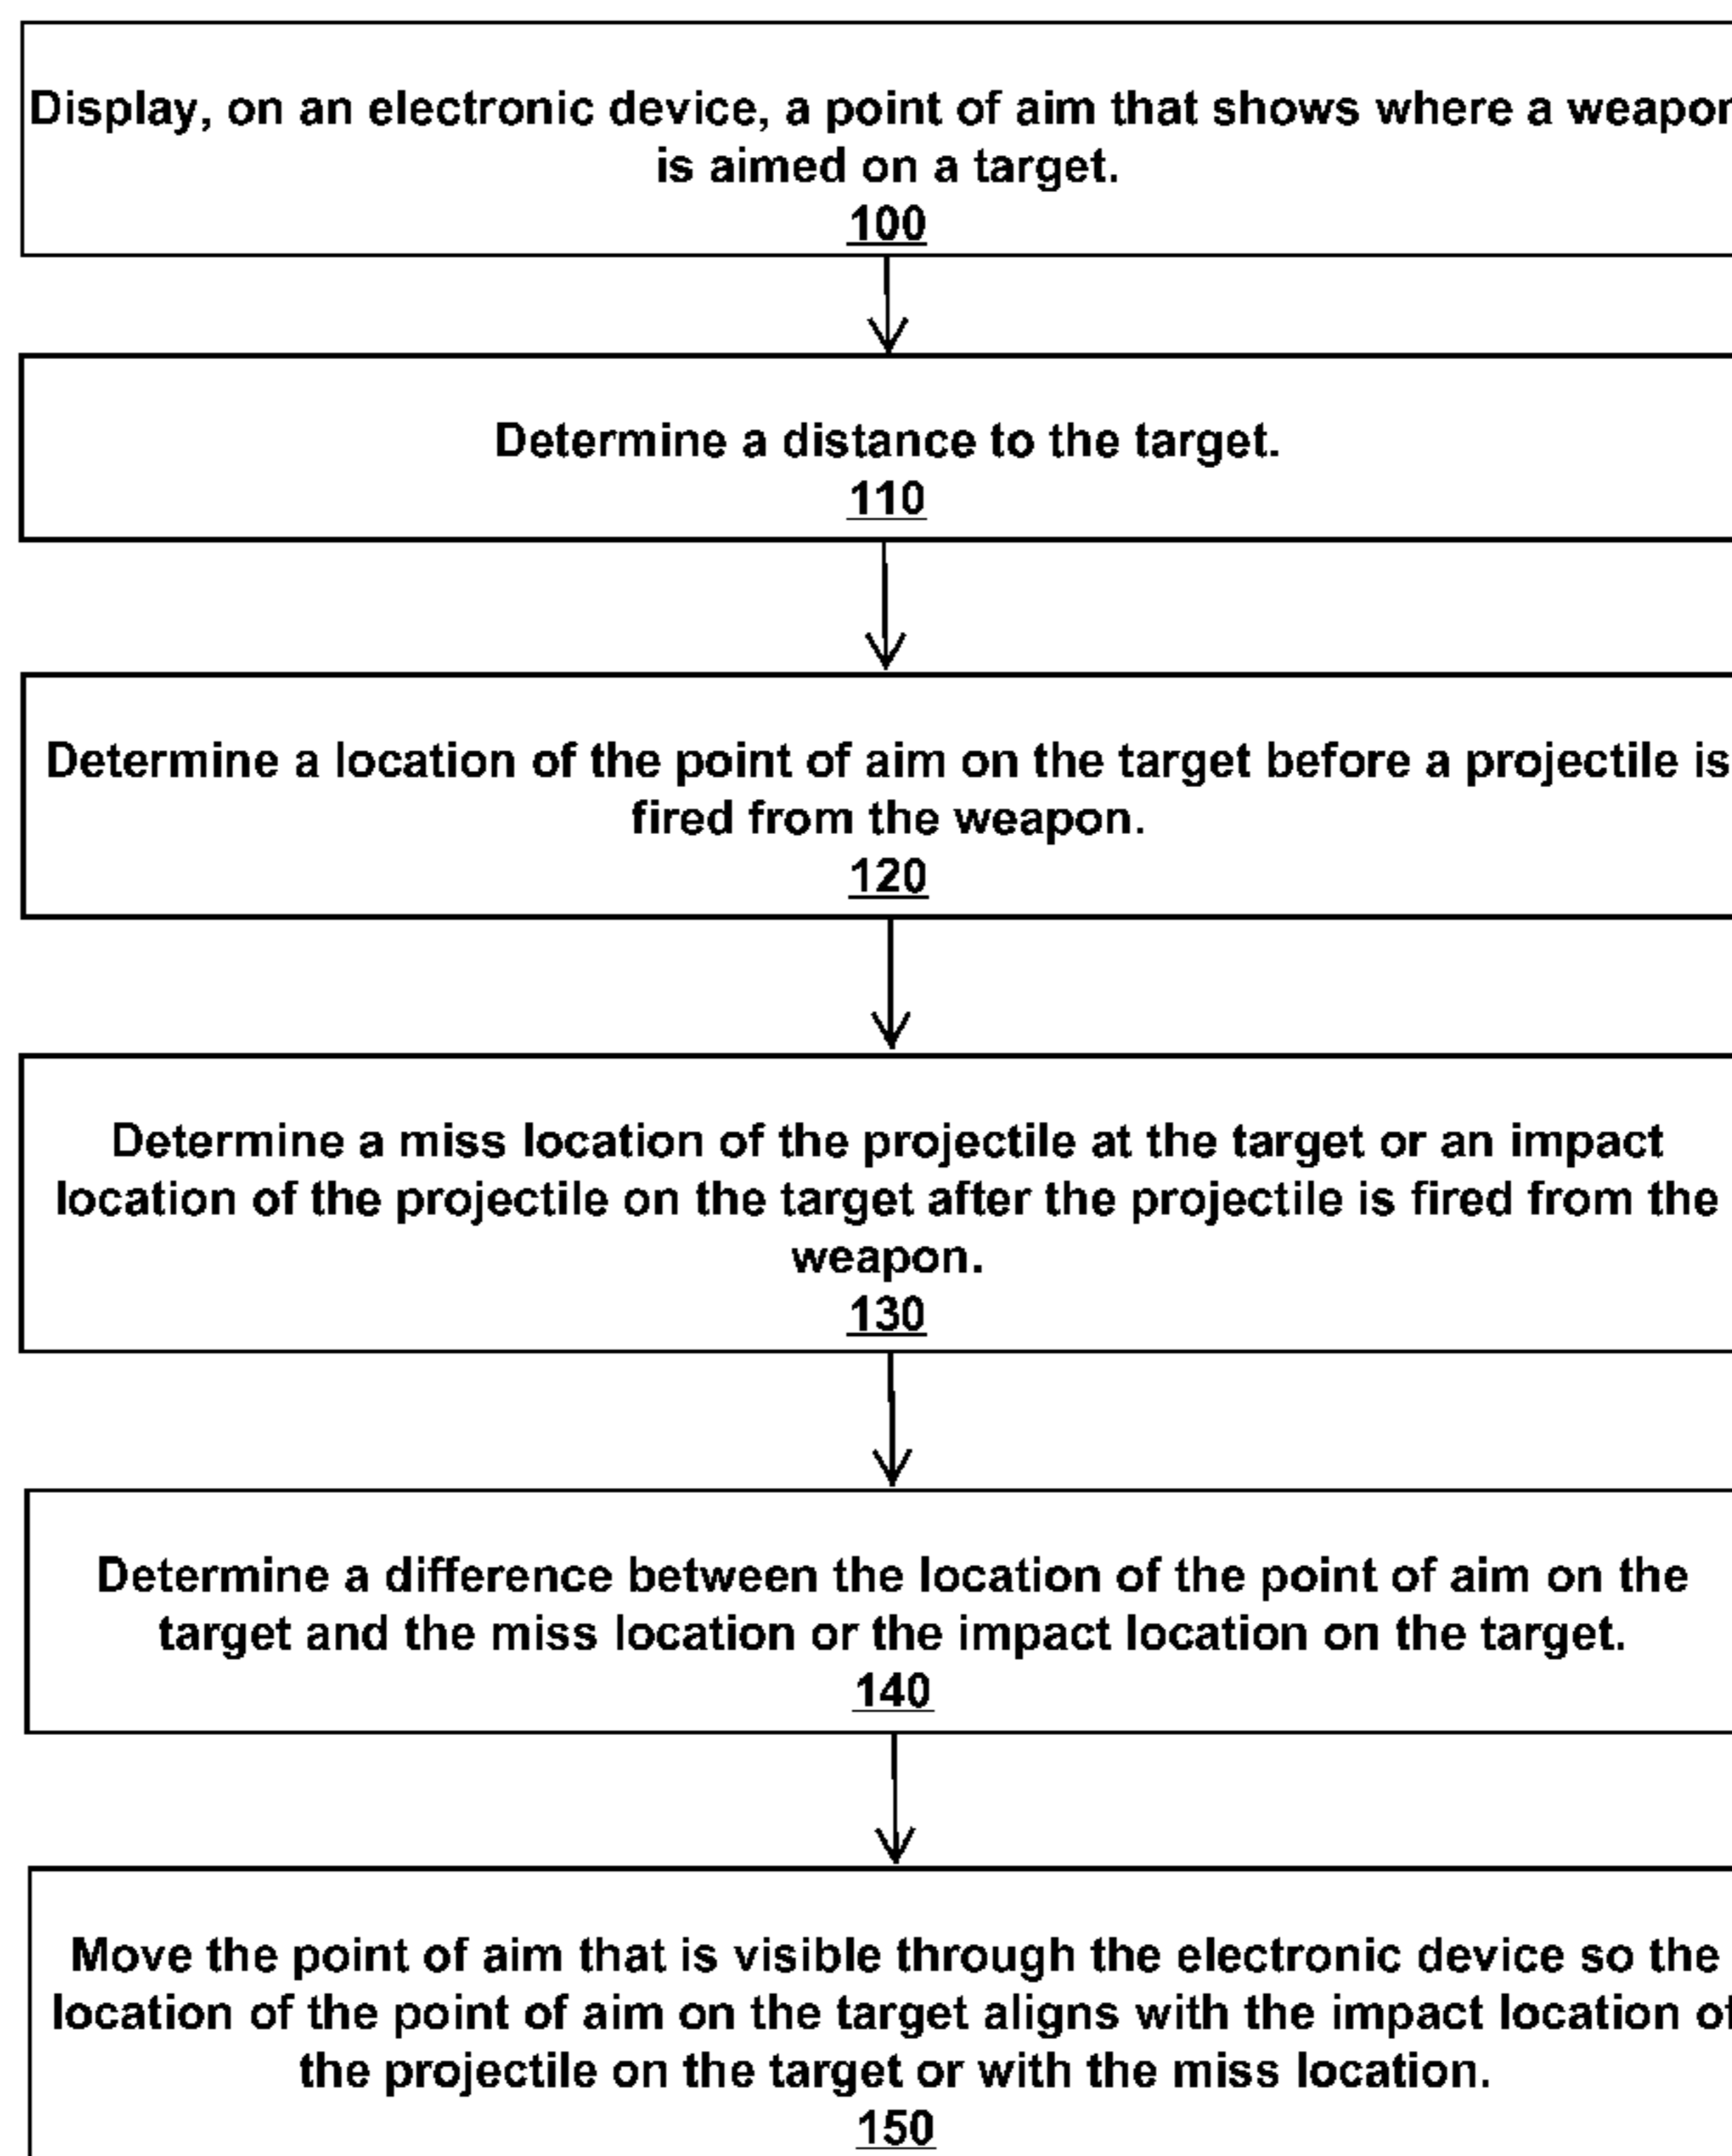 Display, on an electronic device, a point of aim that shows where a weapon
is aimed on a target.
100
Determine a distance to the target.
110
Determine a location of the point of aim on the target before a projectile is
fired from the weapon.
120
Determine a miss location of the projectile at the target or an impact
location of the projectile on the target after the projectile is fired from the
weapon.
130
Determine a difference between the location of the point of aim on the
target and the miss location or the impact location on the target.
140
Move the point of aim that is visible through the electronic device so the
location of the point of aim on the target aligns with the impact location of
the projectile on the target or with the miss location.
150